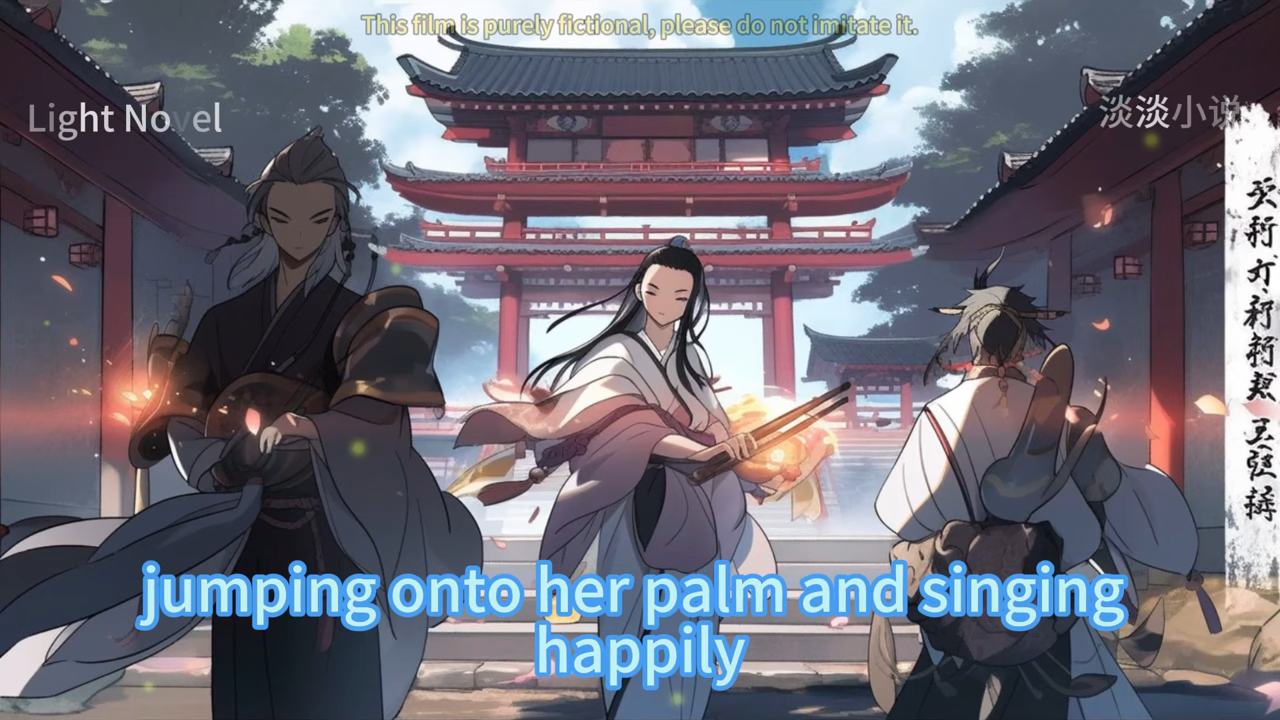 This film is purely fictional, please do not imitate it.
Light Novel
淡淡小说
jumping onto her palm and singing
happily